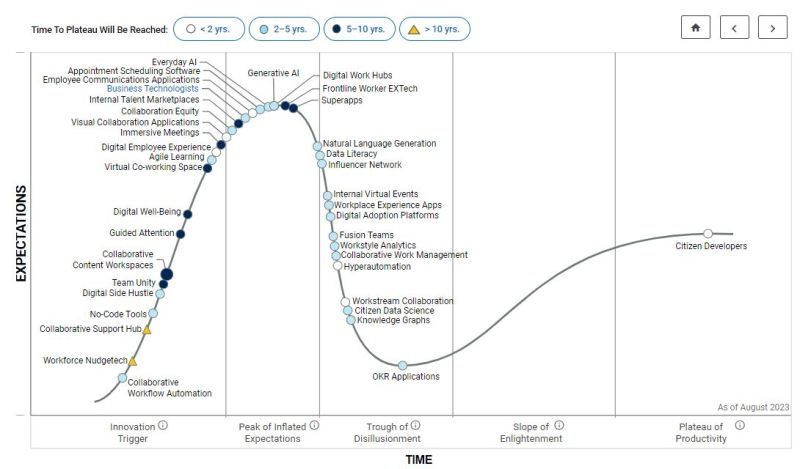 Time To Plateau Will Be Reached:
< 2 yrs.
2–5 yrs.
5–10 yrs.
> 10 yrs.
Everyday AI
Appointment Scheduling Software
Employee Communications Applications
Business Technologists
Internal Talent Marketplaces
Collaboration Equity
Visual Collaboration Applications
Immersive Meetings
Digital Employee Experience
Agile Learning
Virtual Co-working Space
Digital Well-Being
Guided Attention
Collaborative
Content Workspaces
Team Unity
Digital Side Hustle
No-Code Tools
Collaborative Support Hub
Workforce Nudgetech
Collaborative
Workflow Automation
Generative AI
Digital Work Hubs
Frontline Worker EXTech
Superapps
Natural Language Generation
Data Literacy
Influencer Network
Internal Virtual Events
Workplace Experience Apps
Digital Adoption Platforms
Fusion Teams
Workstyle Analytics
Collaborative Work Management
Hyperautomation
Workstream Collaboration
Citizen Data Science
Knowledge Graphs
OKR Applications
Citizen Developers
As of August 2023
EXPECTATIONS
Innovation
Trigger
Peak of Inflated
Expectations
Trough of
Disillusionment
Slope of
Enlightenment
Plateau of
Productivity
TIME